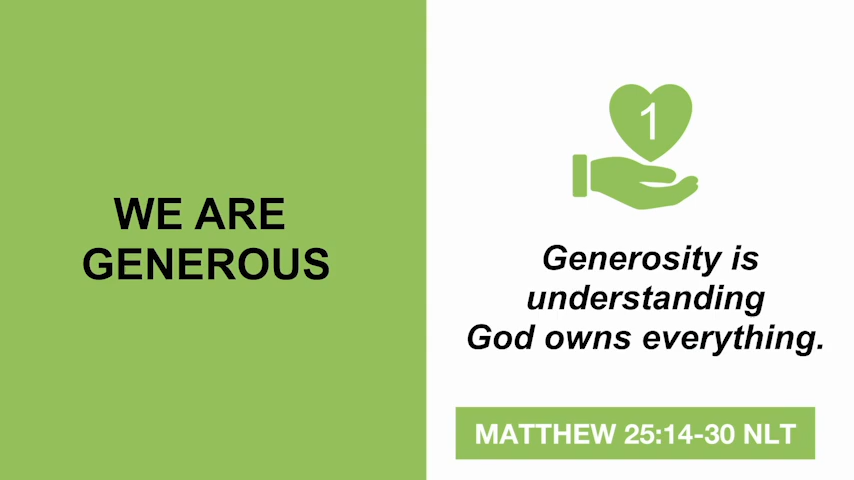 WE ARE
GENEROUS
1
Generosity is
understanding
God owns everything.
MATTHEW 25:14-30 NLT